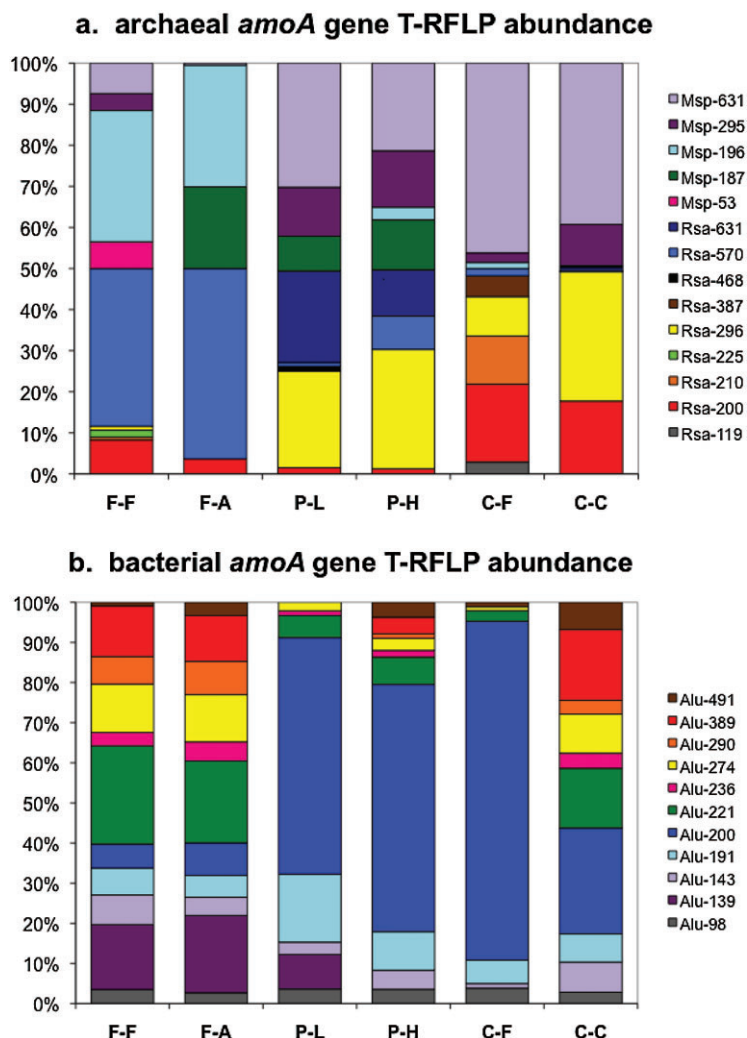 a. archaeal amoA gene T-RFLP abundance
100%
90%
80%
70%
60%
50%
40%
30%
20%
10%
0%
F-F F-A P-L P-H C-F C-C
Msp-631
Msp-295
Msp-196
Msp-187
Msp-53
Rsa-631
Rsa-570
Rsa-468
Rsa-387
Rsa-296
Rsa-225
Rsa-210
Rsa-200
Rsa-119
b. bacterial amoA gene T-RFLP abundance
100%
90%
80%
70%
60%
50%
40%
30%
20%
10%
0%
F-F F-A P-L P-H C-F C-C
Alu-491
Alu-389
Alu-290
Alu-274
Alu-236
Alu-221
Alu-200
Alu-191
Alu-143
Alu-139
Alu-98